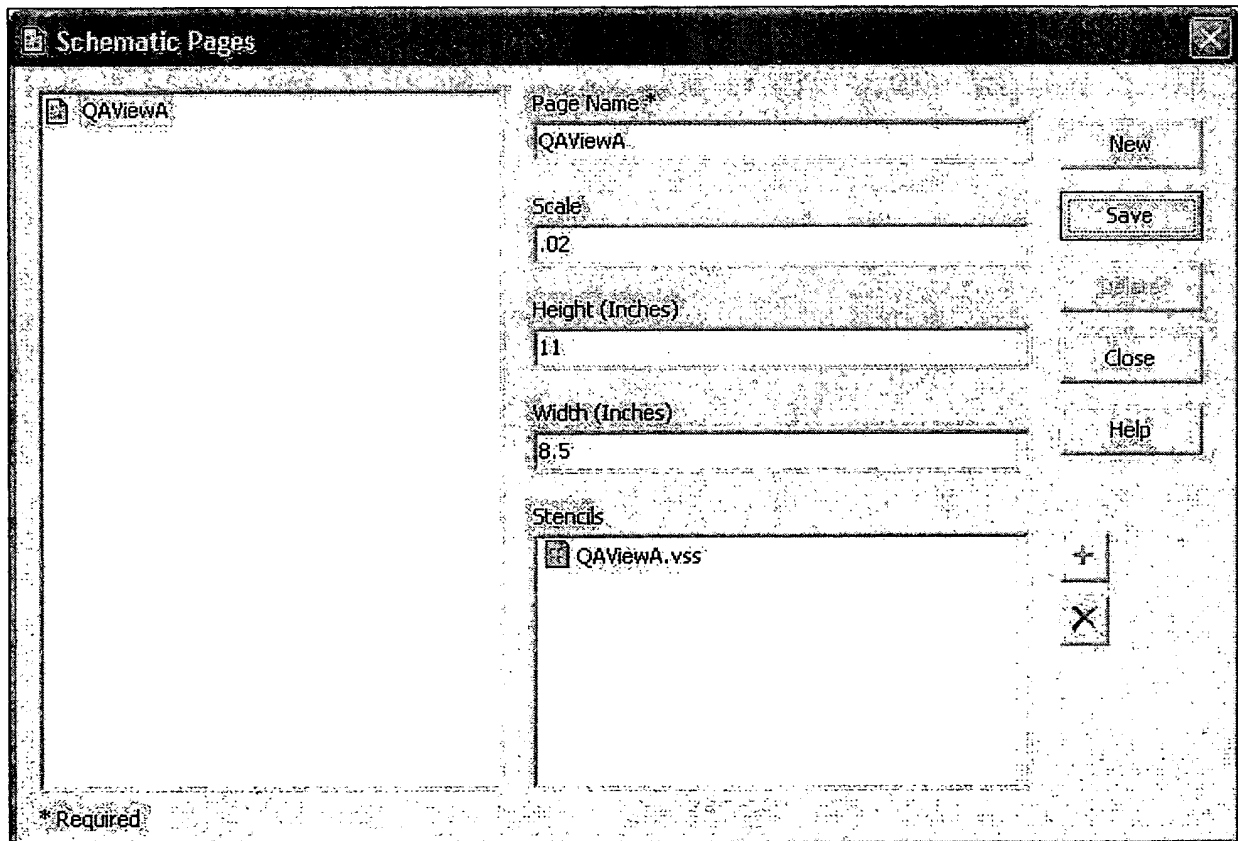 Schematic Pages
QAViewA
Page Name *
QAViewA
Scale
.02
Height (Inches)
11
Width (Inches)
8.5
Stencils
QAViewA.vss
New
Save
Delete
Close
Help
* Required